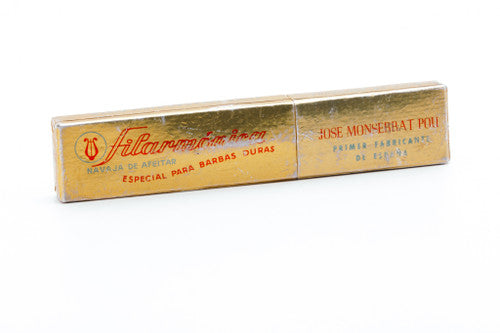 Filarmónica
NAVAJA DE AFEITAR
ESPECIAL PARA BARBAS DURAS
JOSE MONSERRAT POU
PRIMER FABRICANTE
DE ESPAÑA